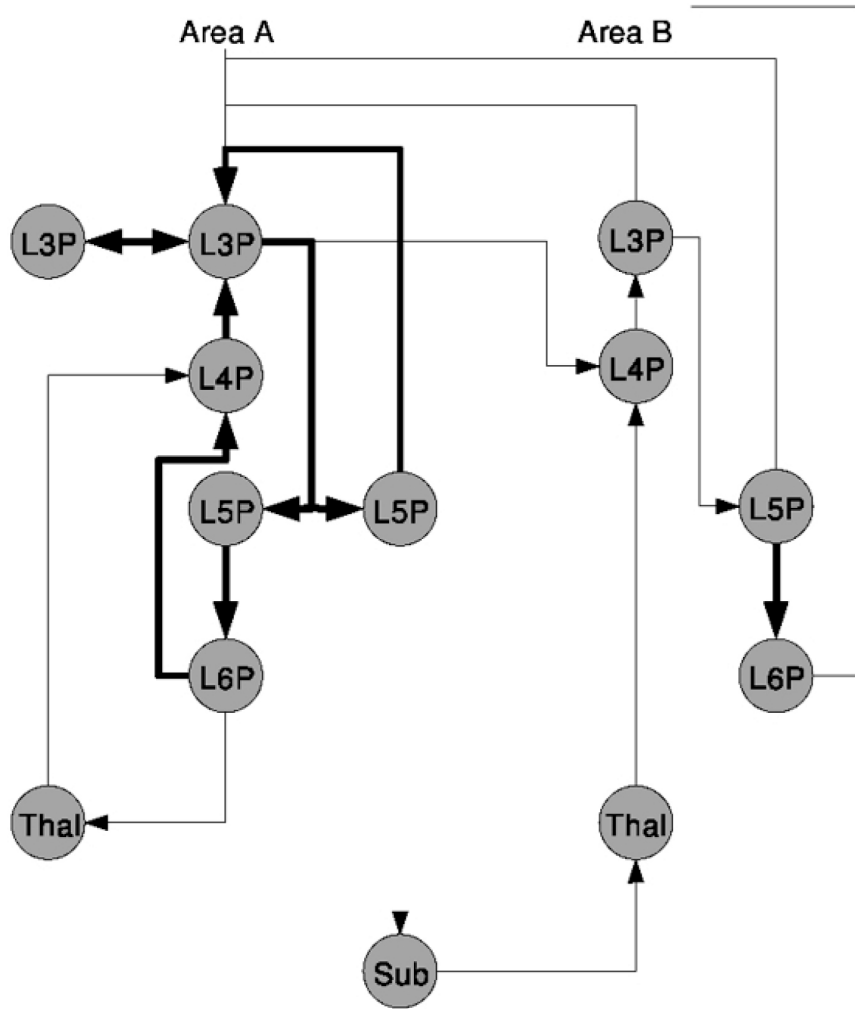 Area A Area B
L3P L3P L3P
L4P L4P
L5P L5P L5P
L6P L6P
Thal Thal
Sub